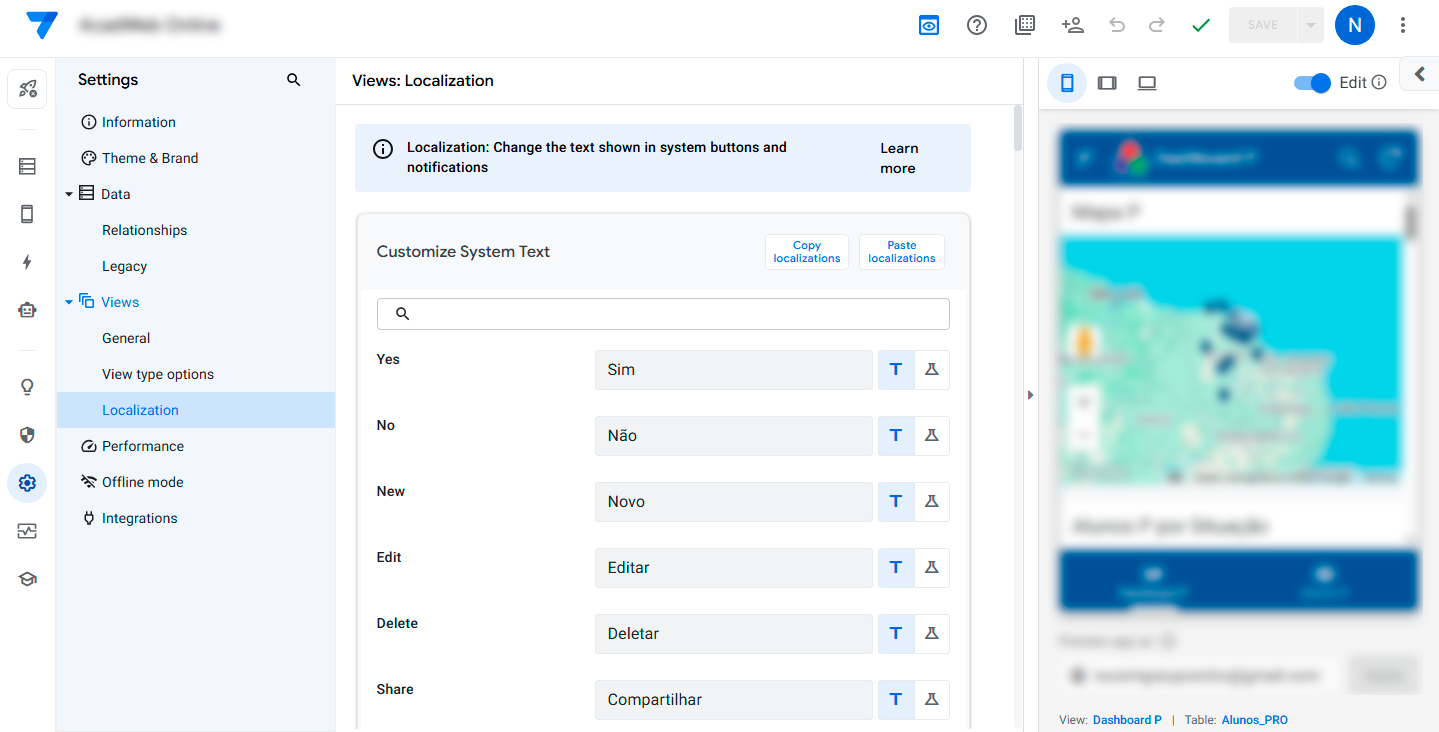 N
SAVE
Settings
Information
Theme & Brand
Data
Relationships
Legacy
Views
General
View type options
Localization
Performance
Offline mode
Integrations
Views: Localization
Localization: Change the text shown in system buttons and
notifications
Learn
more
Customize System Text
Copy
localizations
Paste
localizations
Yes
Sim
T
No
Não
T
New
Novo
T
Edit
Editar
T
Delete
Deletar
T
Share
Compartilhar
T
Edit
View: Dashboard P | Table: Alunos_PRO